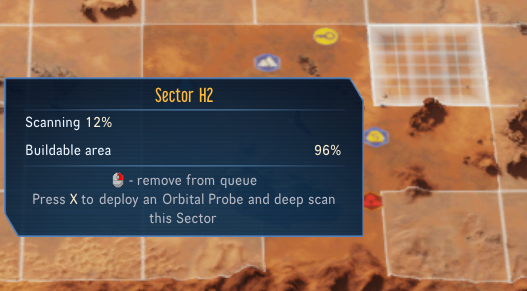 Sector H2
Scanning 12%
Buildable area 96%
- remove from queue
Press X to deploy an Orbital Probe and deep scan
this Sector